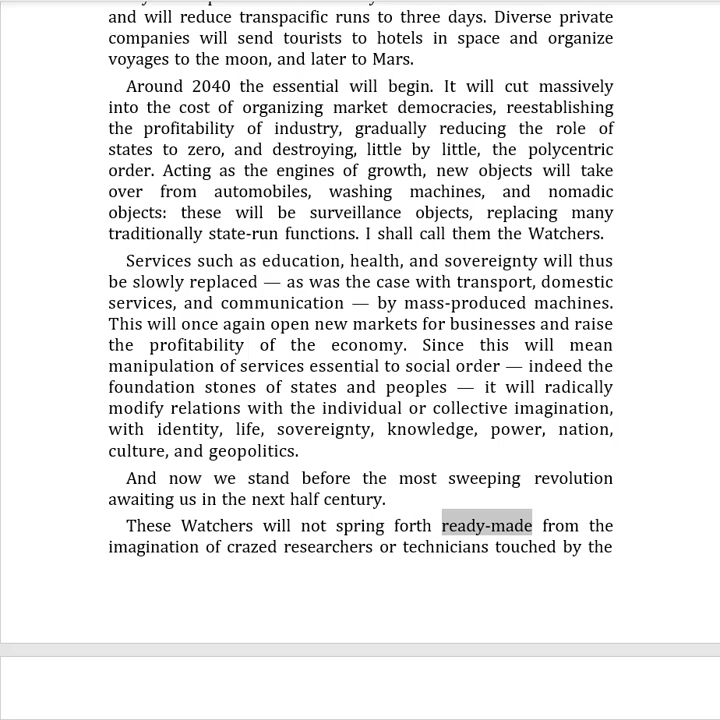 and will reduce transpacific runs to three days. Diverse private
companies will send tourists to hotels in space and organize
voyages to the moon, and later to Mars.
Around 2040 the essential will begin. It will cut massively
into the cost of organizing market democracies, reestablishing
the profitability of industry, gradually reducing the role of
states to zero, and destroying, little by little, the polycentric
order. Acting as the engines of growth, new objects will take
over from automobiles, washing machines, and nomadic
objects: these will be surveillance objects, replacing many
traditionally state-run functions. I shall call them the Watchers.
Services such as education, health, and sovereignty will thus
be slowly replaced — as was the case with transport, domestic
services, and communication — by mass-produced machines.
This will once again open new markets for businesses and raise
the profitability of the economy. Since this will mean
manipulation of services essential to social order — indeed the
foundation stones of states and peoples — it will radically
modify relations with the individual or collective imagination,
with identity, life, sovereignty, knowledge, power, nation,
culture, and geopolitics.
And now we stand before the most sweeping revolution
awaiting us in the next half century.
These Watchers will not spring forth ready-made from the
imagination of crazed researchers or technicians touched by the